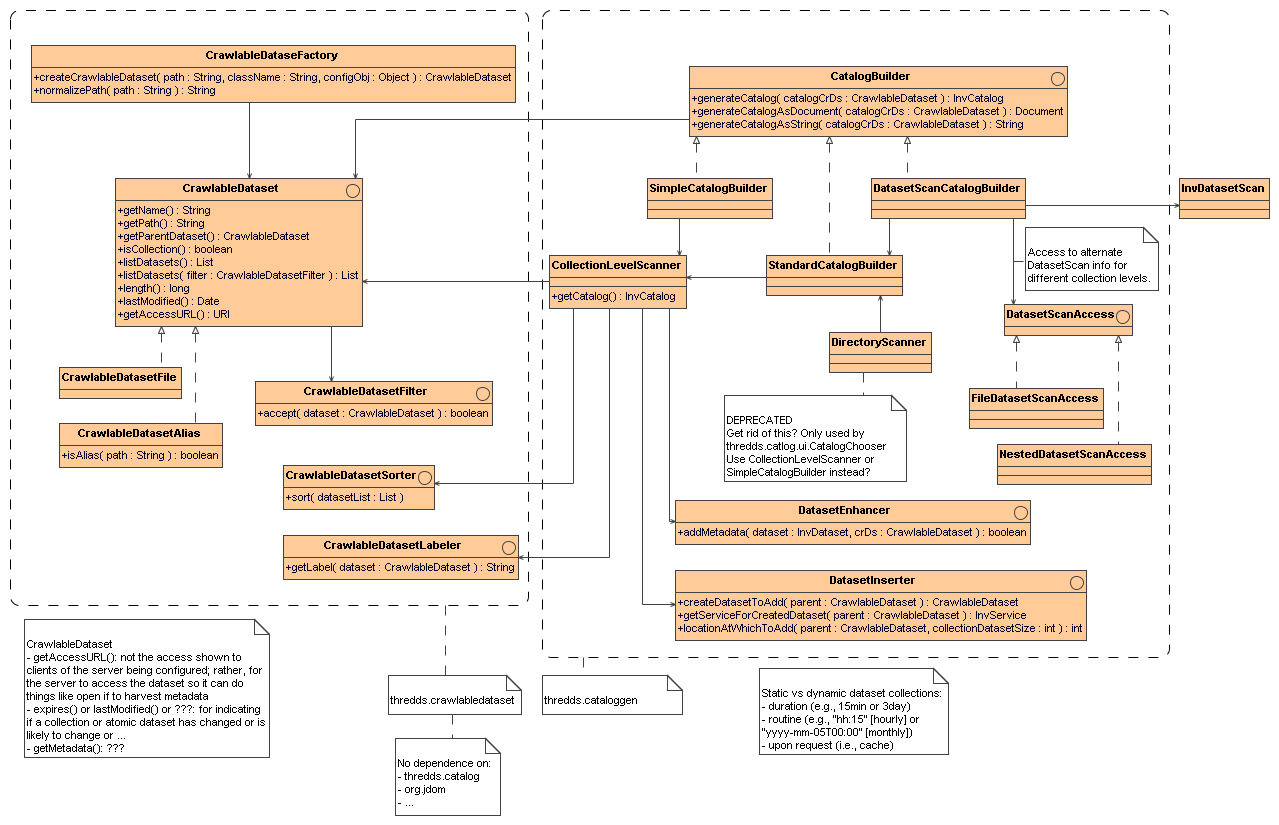 CrawlableDataseFactory
+createCrawlableDataset( path : String, className : String, configObj : Object ) : CrawlableDataset
+normalizePath( path : String ) : String
CatalogBuilder
+generateCatalog( catalogCrDs : CrawlableDataset ) : InvCatalog
+generateCatalogAsDocument( catalogCrDs : CrawlableDataset ) : Document
+generateCatalogAsString( catalogCrDs : CrawlableDataset ) : String
CrawlableDataset
+getName() : String
+getPath() : String
+getParentDataset() : CrawlableDataset
+isCollection() : boolean
+listDatasets() : List
+listDatasets( filter : CrawlableDatasetFilter ) : List
+length() : long
+lastModified() : Date
+getAccessURL() : URI
SimpleCatalogBuilder
DatasetScanCatalogBuilder
InvDatasetScan
Access to alternate
DatasetScan info for
different collection levels.
CollectionLevelScanner
+getCatalog() : InvCatalog
StandardCatalogBuilder
DatasetScanAccess
DirectoryScanner
CrawlableDatasetFile
CrawlableDatasetFilter
+accept( dataset : CrawlableDataset ) : boolean
FileDatasetScanAccess
DEPRECATED
Get rid of this? Only used by
thredds.catlog.ui.CatalogChooser
Use CollectionLevelScanner or
SimpleCatalogBuilder instead?
CrawlableDatasetAlias
+isAlias( path : String ) : boolean
NestedDatasetScanAccess
CrawlableDatasetSorter
+sort( datasetList : List )
DatasetEnhancer
+addMetadata( dataset : InvDataset, crDs : CrawlableDataset ) : boolean
CrawlableDatasetLabeler
+getLabel( dataset : CrawlableDataset ) : String
DatasetInserter
+createDatasetToAdd( parent : CrawlableDataset ) : CrawlableDataset
+getServiceForCreatedDataset( parent : CrawlableDataset ) : InvService
+locationAtWhichToAdd( parent : CrawlableDataset, collectionDatasetSize : int ) : int
CrawlableDataset
- getAccessURL(): not the access shown to
clients of the server being configured; rather, for
the server to access the dataset so it can do
things like open if to harvest metadata
- expires() or lastModified() or ???: for indicating
if a collection or atomic dataset has changed or is
likely to change or ...
- getMetadata(): ???
thredds.crawlabledataset
thredds.cataloggen
Static vs dynamic dataset collections:
- duration (e.g., 15min or 3day)
- routine (e.g., "hh:15" [hourly] or
"yyyy-mm-05T00:00" [monthly])
- upon request (i.e., cache)
No dependence on:
- thredds.catalog
- org.jdom
- ...